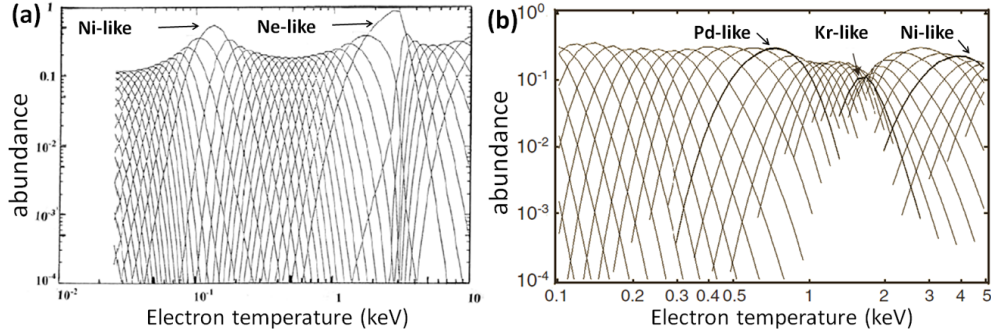 (a)
Ni-like
Ne-like
abundance
1
0.1
10-2
10-3
10-4
10-2
10-1
1
10
Electron temperature (keV)
(b)
Pd-like
Kr-like
Ni-like
abundance
100
10-1
10-2
10-3
10-4
0.1
0.2
0.3
0.4
0.5
1
2
3
4
5
Electron temperature (keV)